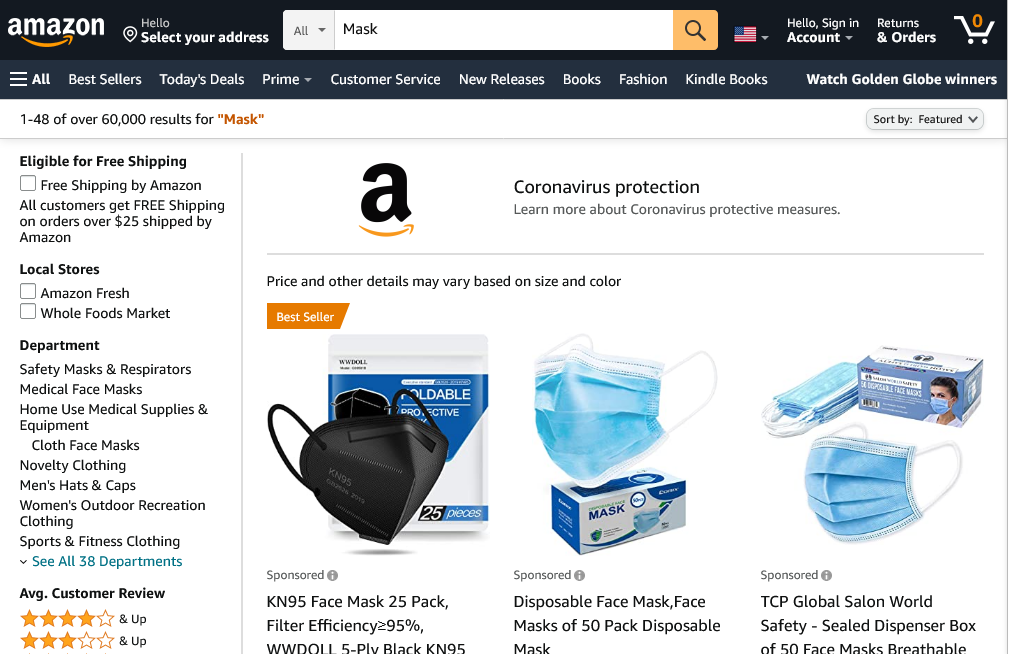 amazon
Hello
Select your address
All
Mask
Hello, Sign in
Account
Returns
& Orders
0
All
Best Sellers
Today's Deals
Prime
Customer Service
New Releases
Books
Fashion
Kindle Books
Watch Golden Globe winners
1-48 of over 60,000 results for "Mask"
Sort by: Featured
Eligible for Free Shipping
Free Shipping by Amazon
All customers get FREE Shipping
on orders over $25 shipped by
Amazon
Local Stores
Amazon Fresh
Whole Foods Market
Department
Safety Masks & Respirators
Medical Face Masks
Home Use Medical Supplies &
Equipment
Cloth Face Masks
Novelty Clothing
Men's Hats & Caps
Women's Outdoor Recreation
Clothing
Sports & Fitness Clothing
See All 38 Departments
Avg. Customer Review
& Up
& Up
a
Coronavirus protection
Learn more about Coronavirus protective measures.
Price and other details may vary based on size and color
Best Seller
WWDOLL
OLDABLE
PROTECTIVE
KN95
25 pieces
MASK
SALON WORLD SAFETY
DISPOSABLE FACE MASKS
Sponsored
KN95 Face Mask 25 Pack,
Filter Efficiency≥95%,
WWDOLL 5-Ply Black KN95
Sponsored
Disposable Face Mask,Face
Masks of 50 Pack Disposable
Mask
Sponsored
TCP Global Salon World
Safety - Sealed Dispenser Box
of 50 Face Masks Breathable